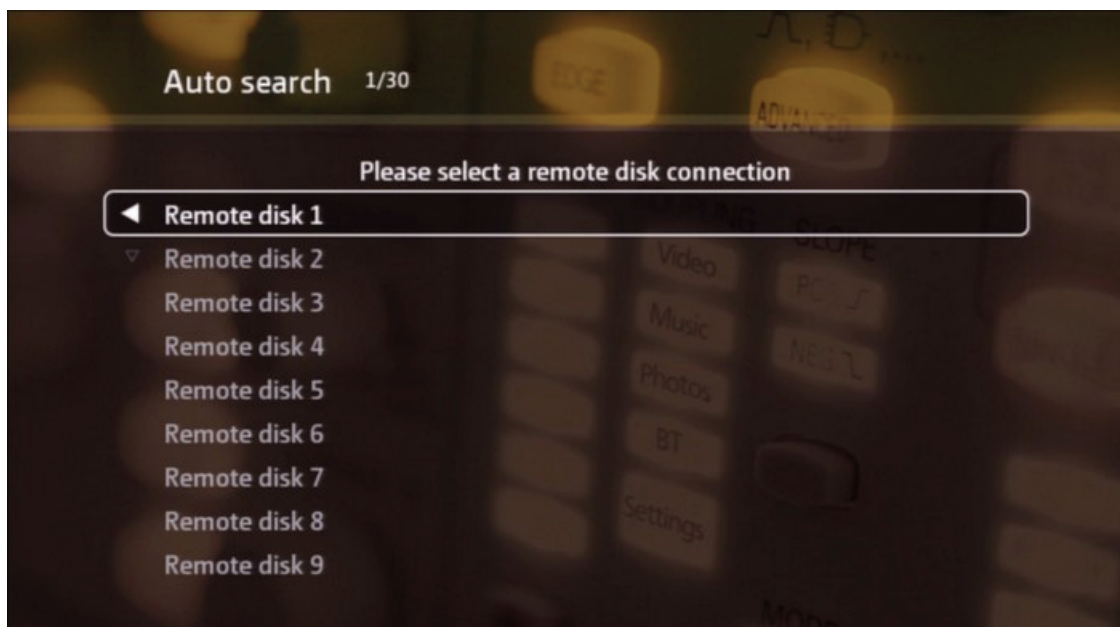 Auto search 1/30
EDGE
ADVANCED
Please select a remote disk connection
Remote disk 1
SLOPE
Remote disk 2
Video
Remote disk 3
Music
Remote disk 4
Photos
Remote disk 5
BT
Remote disk 6
Remote disk 7
Settings
Remote disk 8
Remote disk 9